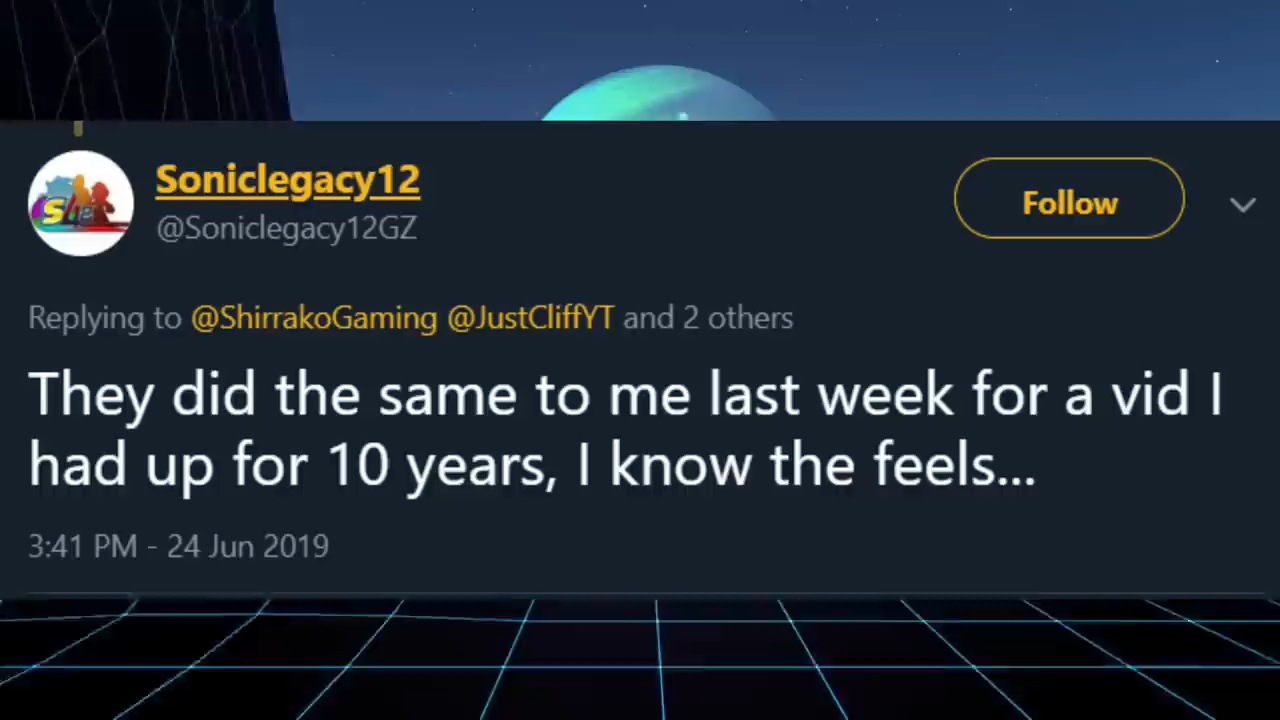 Soniclegacy12
@Soniclegacy12GZ
Follow
Replying to @ShirrakoGaming @JustCliffYT and 2 others
They did the same to me last week for a vid I
had up for 10 years, I know the feels...
3:41 PM - 24 Jun 2019